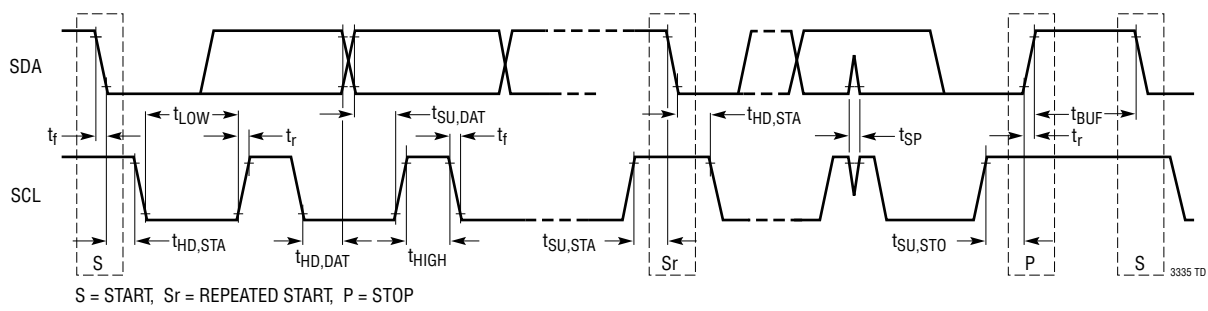 SDA
tf
tLOW
tr
tSU,DAT
tf
tHD,STA
tSP
tBUF
tr
SCL
tHD,STA
tHD,DAT
tHIGH
tSU,STA
tSU,STO
S
Sr
P
S
3335 TD
S = START, Sr = REPEATED START, P = STOP